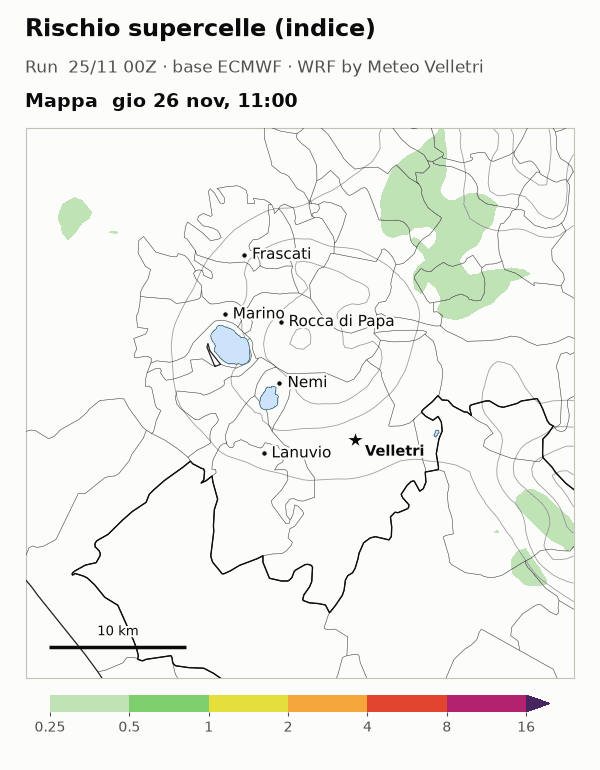 Rischio supercelle (indice)
Run  25/11 00Z · base ECMWF · WRF by Meteo Velletri
Mappa  gio 26 nov, 11:00
Frascati
Marino
Rocca di Papa
Nemi
Velletri
Lanuvio
10 km
0.25 0.5 1 2 4 8 16